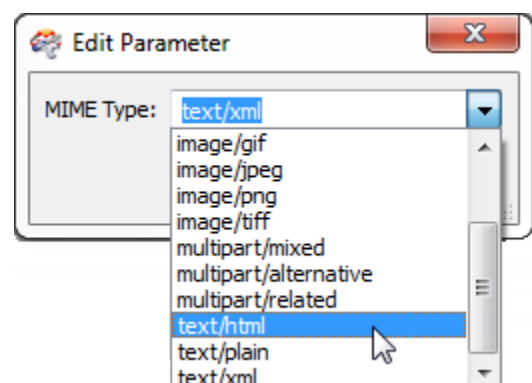 Edit Parameter
MIME Type: text/xml
image/gif
image/jpeg
image/png
image/tiff
multipart/mixed
multipart/alternative
multipart/related
text/html
text/plain
text/xml